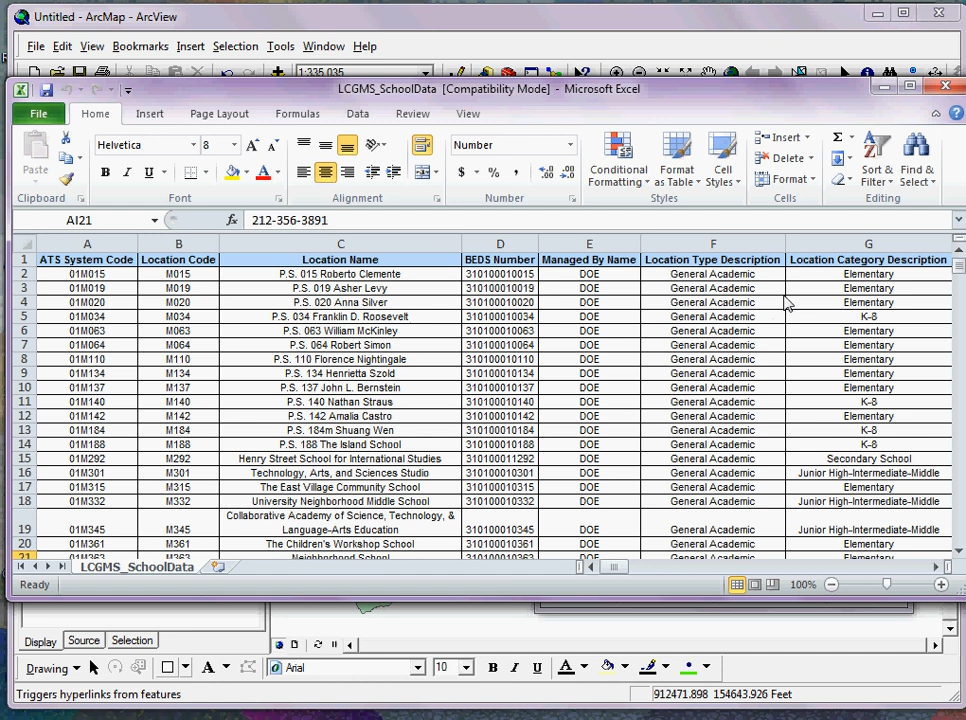 Untitled - ArcMap - ArcView
File Edit View Bookmarks Insert Selection Tools Window Help
1:335,035
LCGMS_SchoolData [Compatibility Mode] - Microsoft Excel
File Home Insert Page Layout Formulas Data Review View
Helvetica 8 Number Insert
Paste Conditional Formatting Format as Table Cell Styles Delete Sort & Filter Find & Select
B I U A $ % , Format
Clipboard Font Alignment Number Styles Cells Editing
AI21 fx 212-356-3891
A B C D E F G
1 ATS System Code Location Code Location Name BEDS Number Managed By Name Location Type Description Location Category Description
2 01M015 M015 P.S. 015 Roberto Clemente 310100010015 DOE General Academic Elementary
3 01M019 M019 P.S. 019 Asher Levy 310100010019 DOE General Academic Elementary
4 01M020 M020 P.S. 020 Anna Silver 310100010020 DOE General Academic Elementary
5 01M034 M034 P.S. 034 Franklin D. Roosevelt 310100010034 DOE General Academic K-8
6 01M063 M063 P.S. 063 William McKinley 310100010063 DOE General Academic Elementary
7 01M064 M064 P.S. 064 Robert Simon 310100010064 DOE General Academic Elementary
8 01M110 M110 P.S. 110 Florence Nightingale 310100010110 DOE General Academic Elementary
9 01M134 M134 P.S. 134 Henrietta Szold 310100010134 DOE General Academic Elementary
10 01M137 M137 P.S. 137 John L. Bernstein 310100010137 DOE General Academic Elementary
11 01M140 M140 P.S. 140 Nathan Straus 310100010140 DOE General Academic K-8
12 01M142 M142 P.S. 142 Amalia Castro 310100010142 DOE General Academic Elementary
13 01M184 M184 P.S. 184m Shuang Wen 310100010184 DOE General Academic K-8
14 01M188 M188 P.S. 188 The Island School 310100010188 DOE General Academic K-8
15 01M292 M292 Henry Street School for International Studies 310100011292 DOE General Academic Secondary School
16 01M301 M301 Technology, Arts, and Sciences Studio 310100010301 DOE General Academic Junior High-Intermediate-Middle
17 01M315 M315 The East Village Community School 310100010315 DOE General Academic Elementary
18 01M332 M332 University Neighborhood Middle School 310100010332 DOE General Academic Junior High-Intermediate-Middle
Collaborative Academy of Science, Technology, &
19 01M345 M345 Language-Arts Education 310100010345 DOE General Academic Junior High-Intermediate-Middle
20 01M361 M361 The Children's Workshop School 310100010361 DOE General Academic Elementary
21 01M363 M363 Neighborhood School 310100010363 DOE General Academic Elementary
LCGMS_SchoolData
Ready 100%
Display Source Selection
Drawing A Arial 10 B I U A
Triggers hyperlinks from features 912471.898 154643.926 Feet